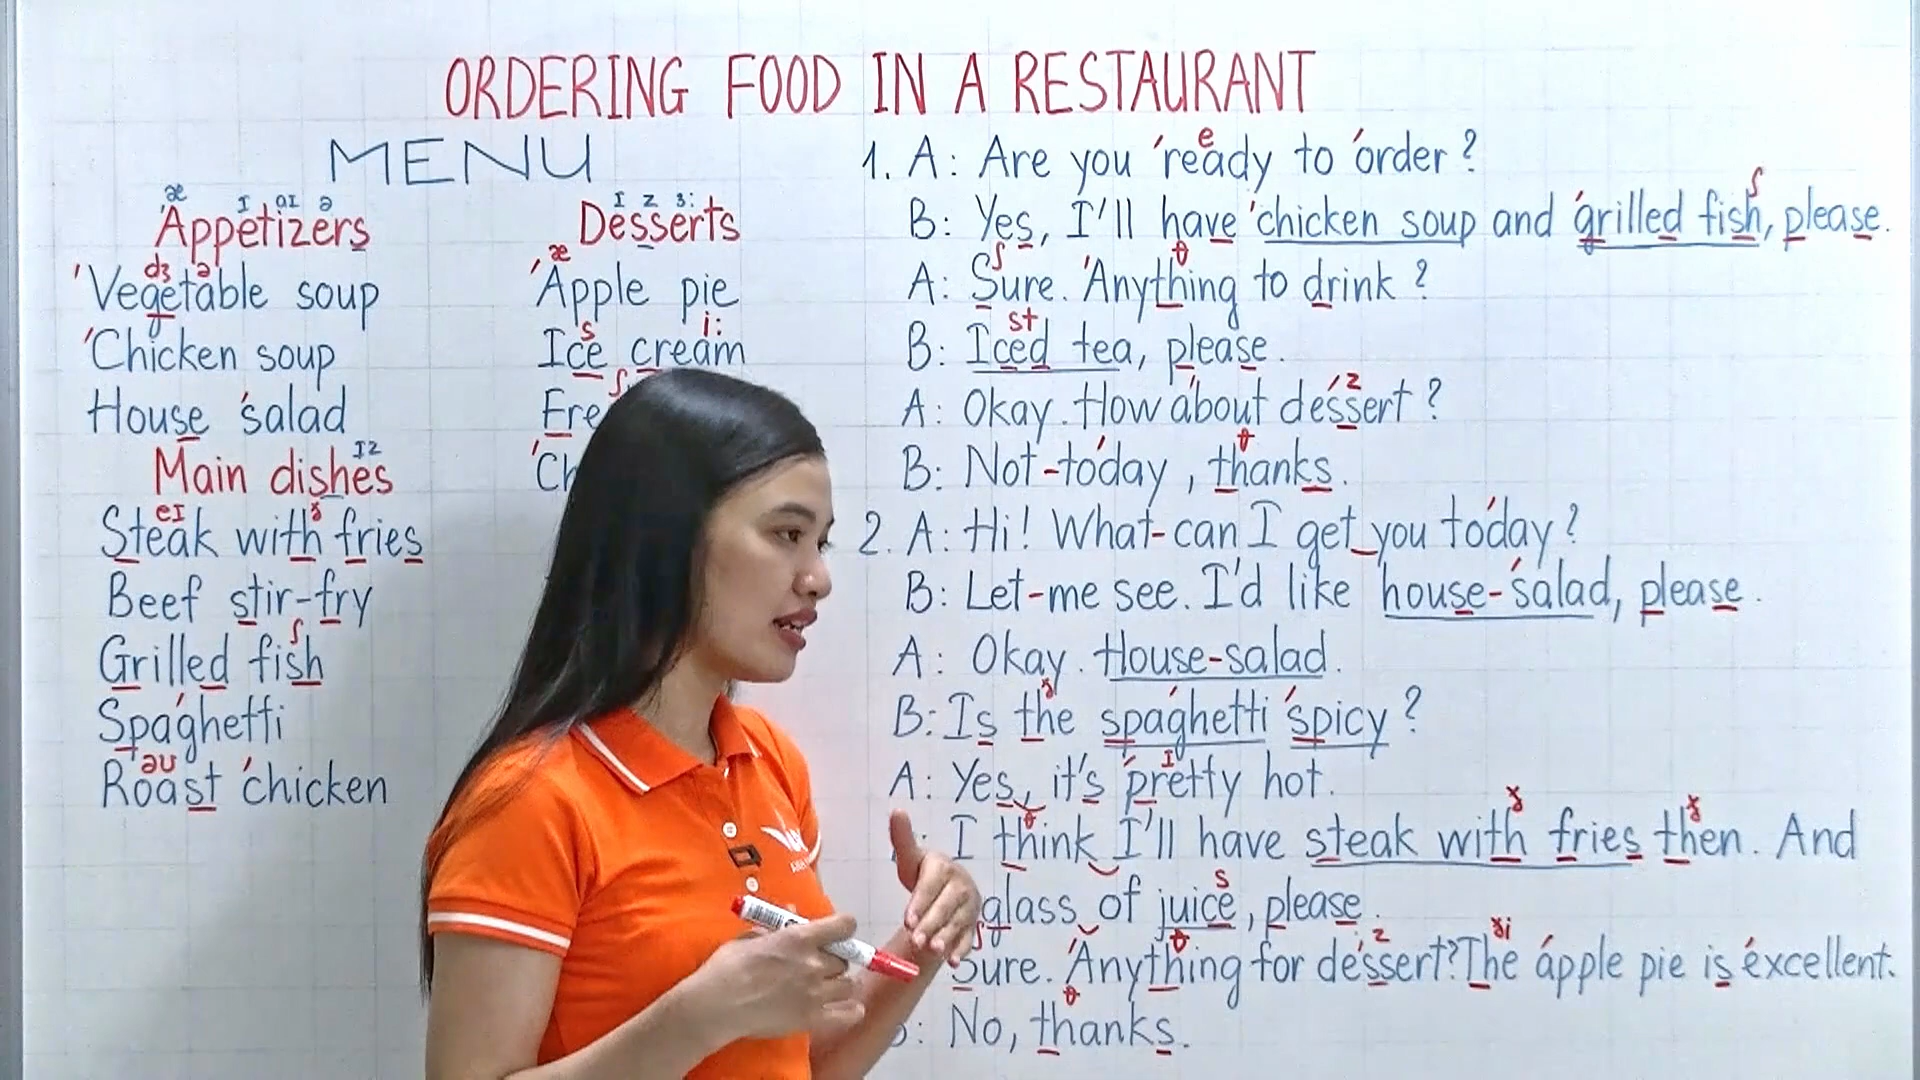 ORDERING FOOD IN A RESTAURANT
MENU
Appetizers
Vegetable soup
Chicken soup
House salad
Main dishes
Steak with fries
Beef stir-fry
Grilled fish
Spaghetti
Roast chicken
Desserts
Apple pie
Ice cream
1. A: Are you ready to order?
B: Yes, I'll have chicken soup and grilled fish, please.
A: Sure. Anything to drink?
B: Iced tea, please.
A: Okay. How about dessert?
B: Not today, thanks.
2. A: Hi! What can I get you today?
B: Let me see. I'd like house salad, please.
A: Okay. House salad.
B: Is the spaghetti spicy?
A: Yes, it's pretty hot.
I think I'll have steak with fries then. And
glass of juice, please.
Sure. Anything for dessert? The apple pie is excellent.
: No, thanks.